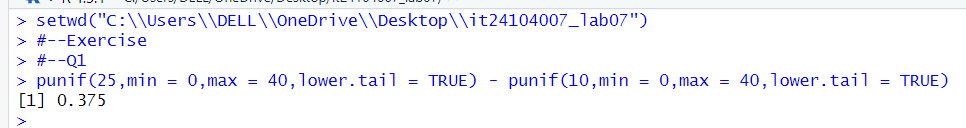 > setwd("C:\\Users\\DELL\\OneDrive\\Desktop\\it24104007_lab07")
> #--Exercise
> #--Q1
> punif(25,min = 0,max = 40,lower.tail = TRUE) - punif(10,min = 0,max = 40,lower.tail = TRUE)
[1] 0.375
>